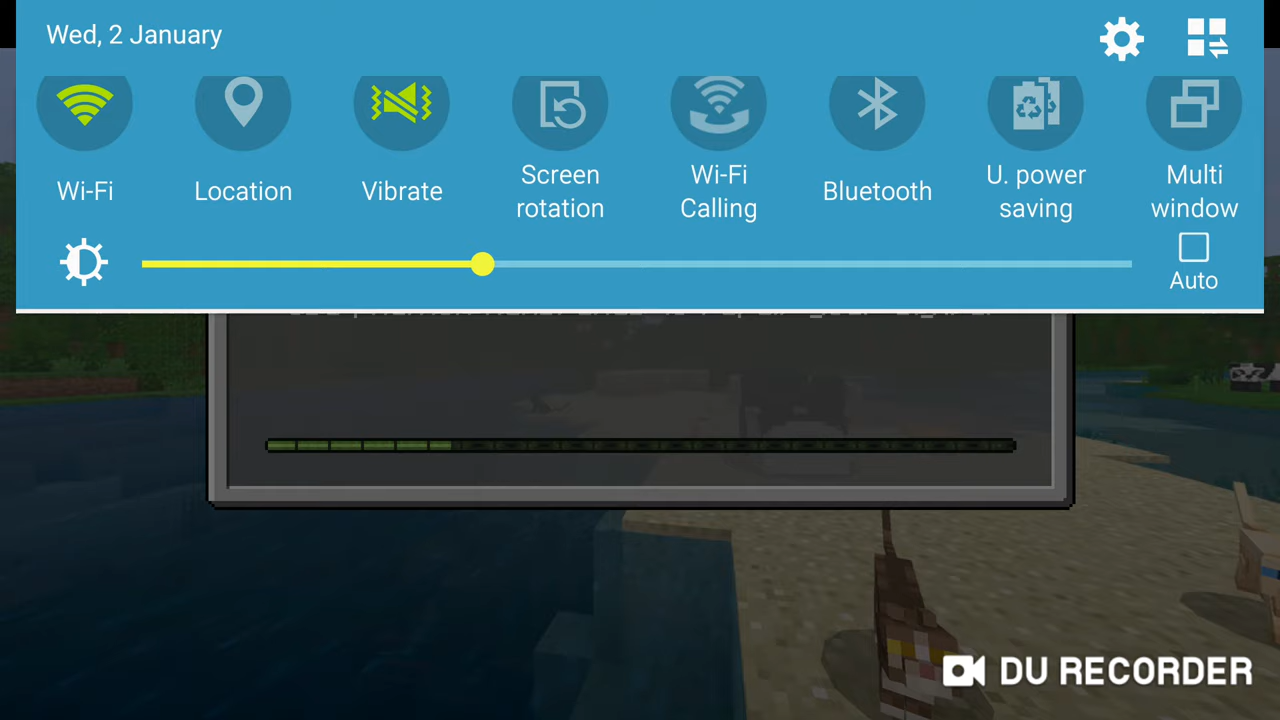 Wed, 2 January
Wi-Fi
Location
Vibrate
Screen
rotation
Wi-Fi
Calling
Bluetooth
U. power
saving
Multi
window
Auto
DU RECORDER